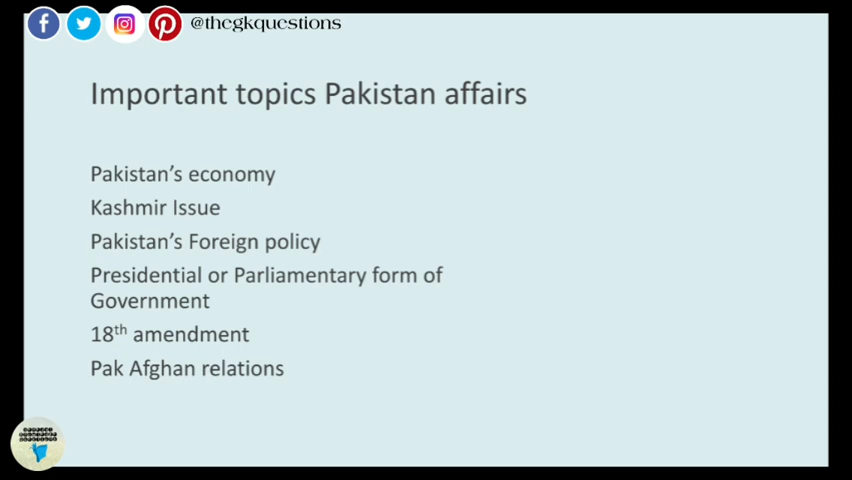 @thegkquestions
Important topics Pakistan affairs
Pakistan's economy
Kashmir Issue
Pakistan's Foreign policy
Presidential or Parliamentary form of
Government
18th amendment
Pak Afghan relations